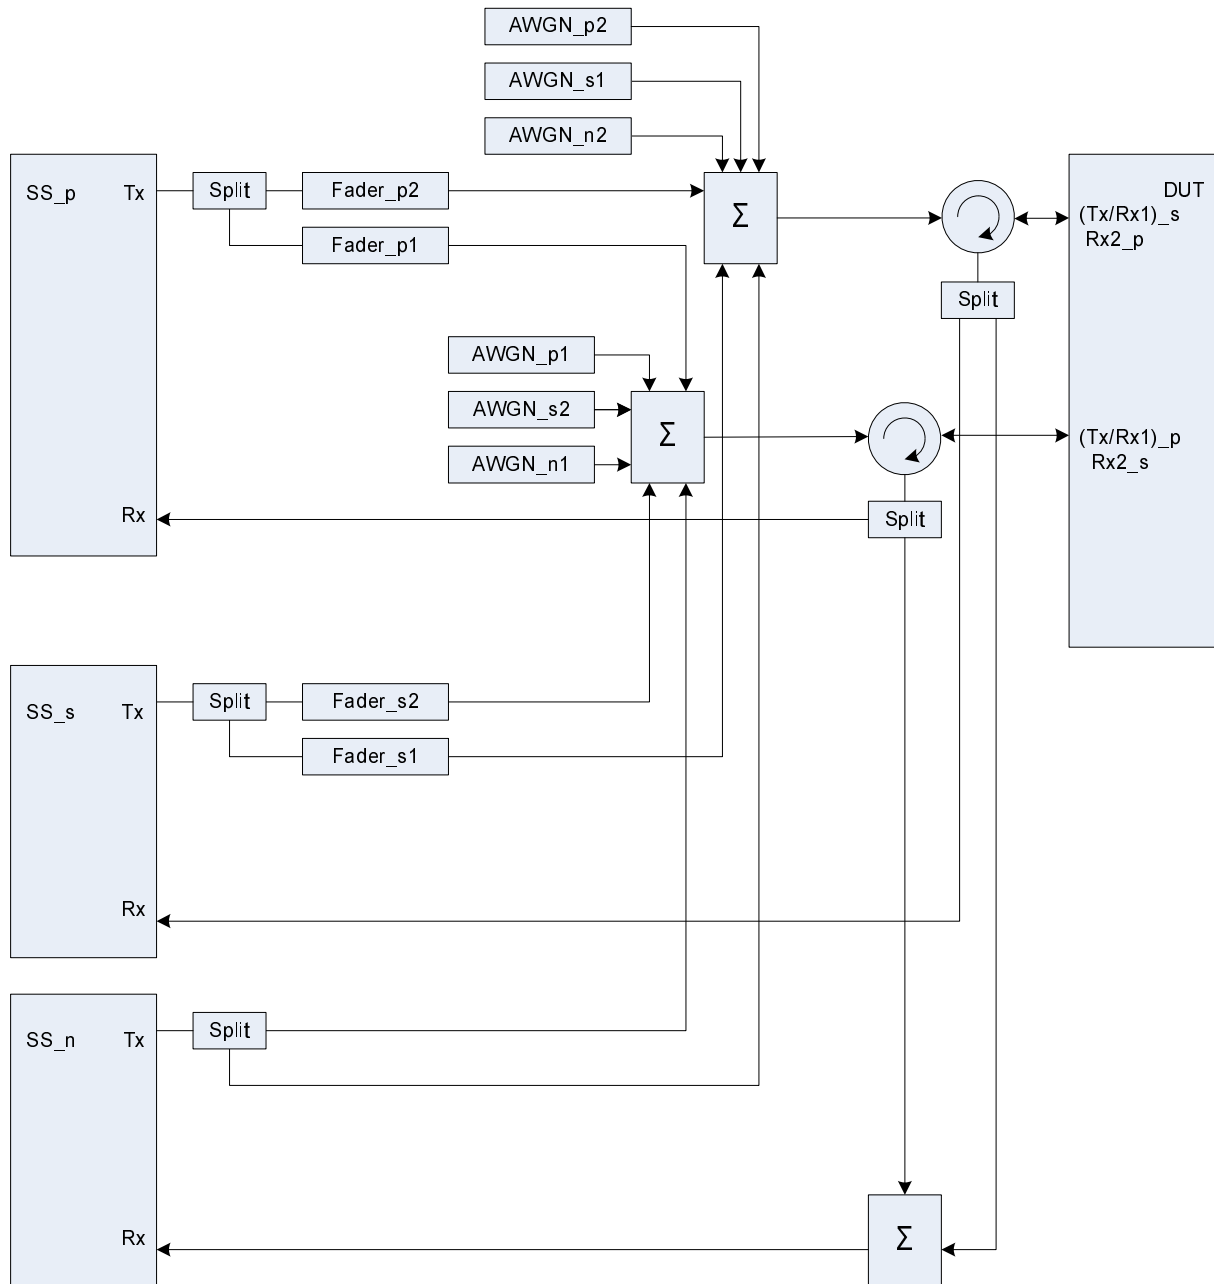 AWGN_p2
AWGN_s1
AWGN_n2
SS_p Tx
Split
Fader_p2
Fader_p1
Σ
DUT
(Tx/Rx1)_s
Rx2_p
Split
AWGN_p1
AWGN_s2
AWGN_n1
Σ
(Tx/Rx1)_p
Rx2_s
Rx
Split
SS_s Tx
Split
Fader_s2
Fader_s1
Rx
SS_n Tx
Split
Rx
Σ